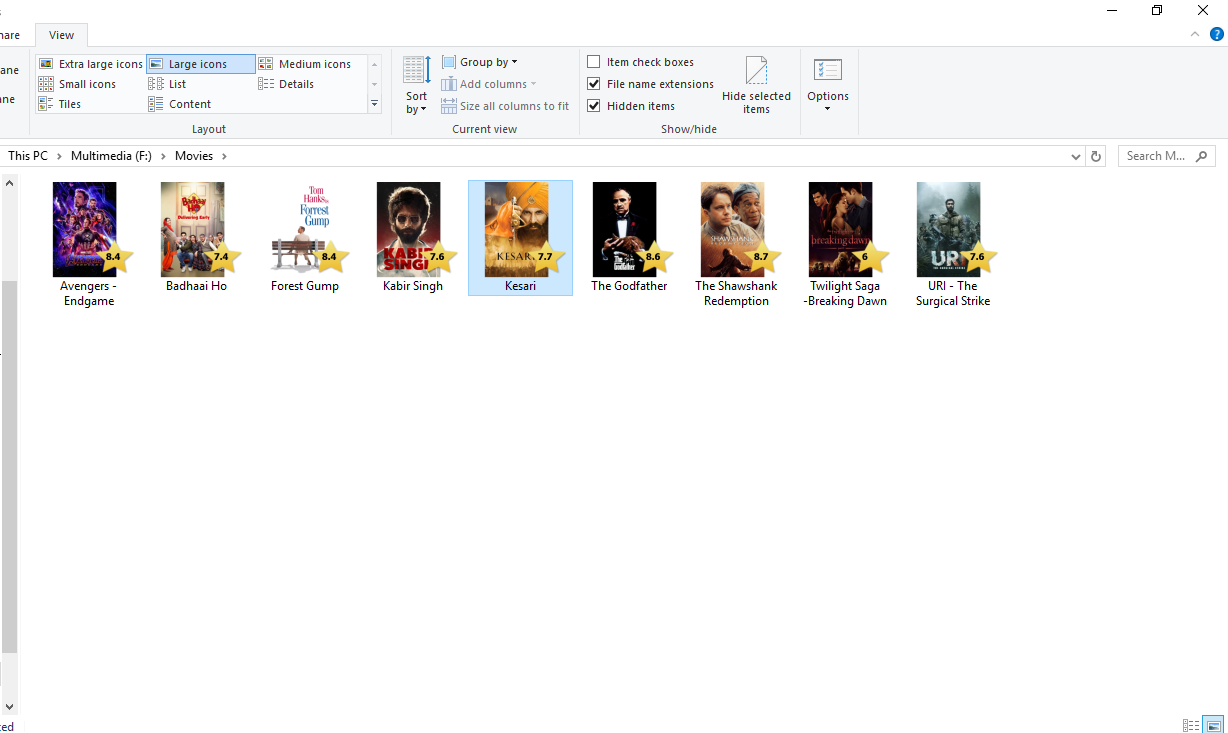 View
Extra large icons
Large icons
Medium icons
Small icons
List
Details
Tiles
Content
Layout
Sort
by
Group by
Add columns
Size all columns to fit
Current view
Item check boxes
File name extensions
Hidden items
Hide selected
items
Show/hide
Options
?
This PC > Multimedia (F:) > Movies >
Search M...
8.4
Badhaai
Ho
7.4
Tom
Hanks is
Forrest
Gump
8.4
KABIR
SINGH
7.6
KESARI
7.7
The
Godfather
8.6
SHAWSHANK
8.7
breaking dawn
6
URI
7.6
Avengers -
Endgame
Badhaai Ho
Forest Gump
Kabir Singh
Kesari
The Godfather
The Shawshank
Redemption
Twilight Saga
-Breaking Dawn
URI - The
Surgical Strike